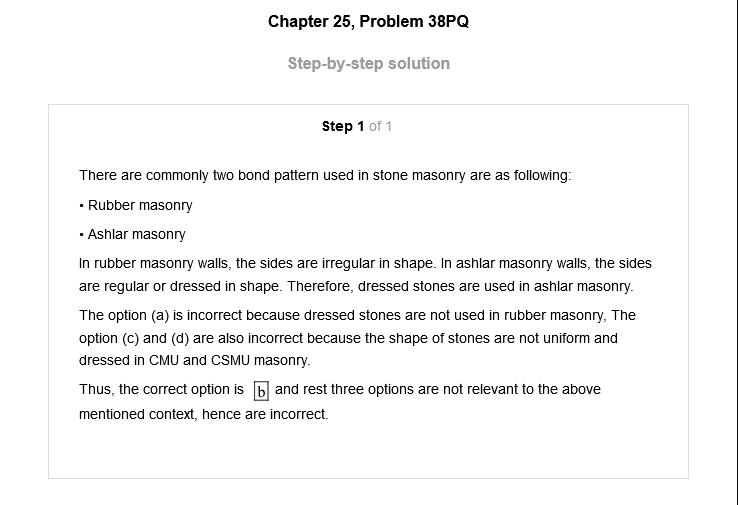 Chapter 25, Problem 38PQ
Step-by-step solution
Step 1 of 1
There are commonly two bond pattern used in stone masonry are as following:
• Rubber masonry
• Ashlar masonry
In rubber masonry walls, the sides are irregular in shape. In ashlar masonry walls, the sides
are regular or dressed in shape. Therefore, dressed stones are used in ashlar masonry.
The option (a) is incorrect because dressed stones are not used in rubber masonry, The
option (c) and (d) are also incorrect because the shape of stones are not uniform and
dressed in CMU and CSMU masonry.
Thus, the correct option is b and rest three options are not relevant to the above
mentioned context, hence are incorrect.